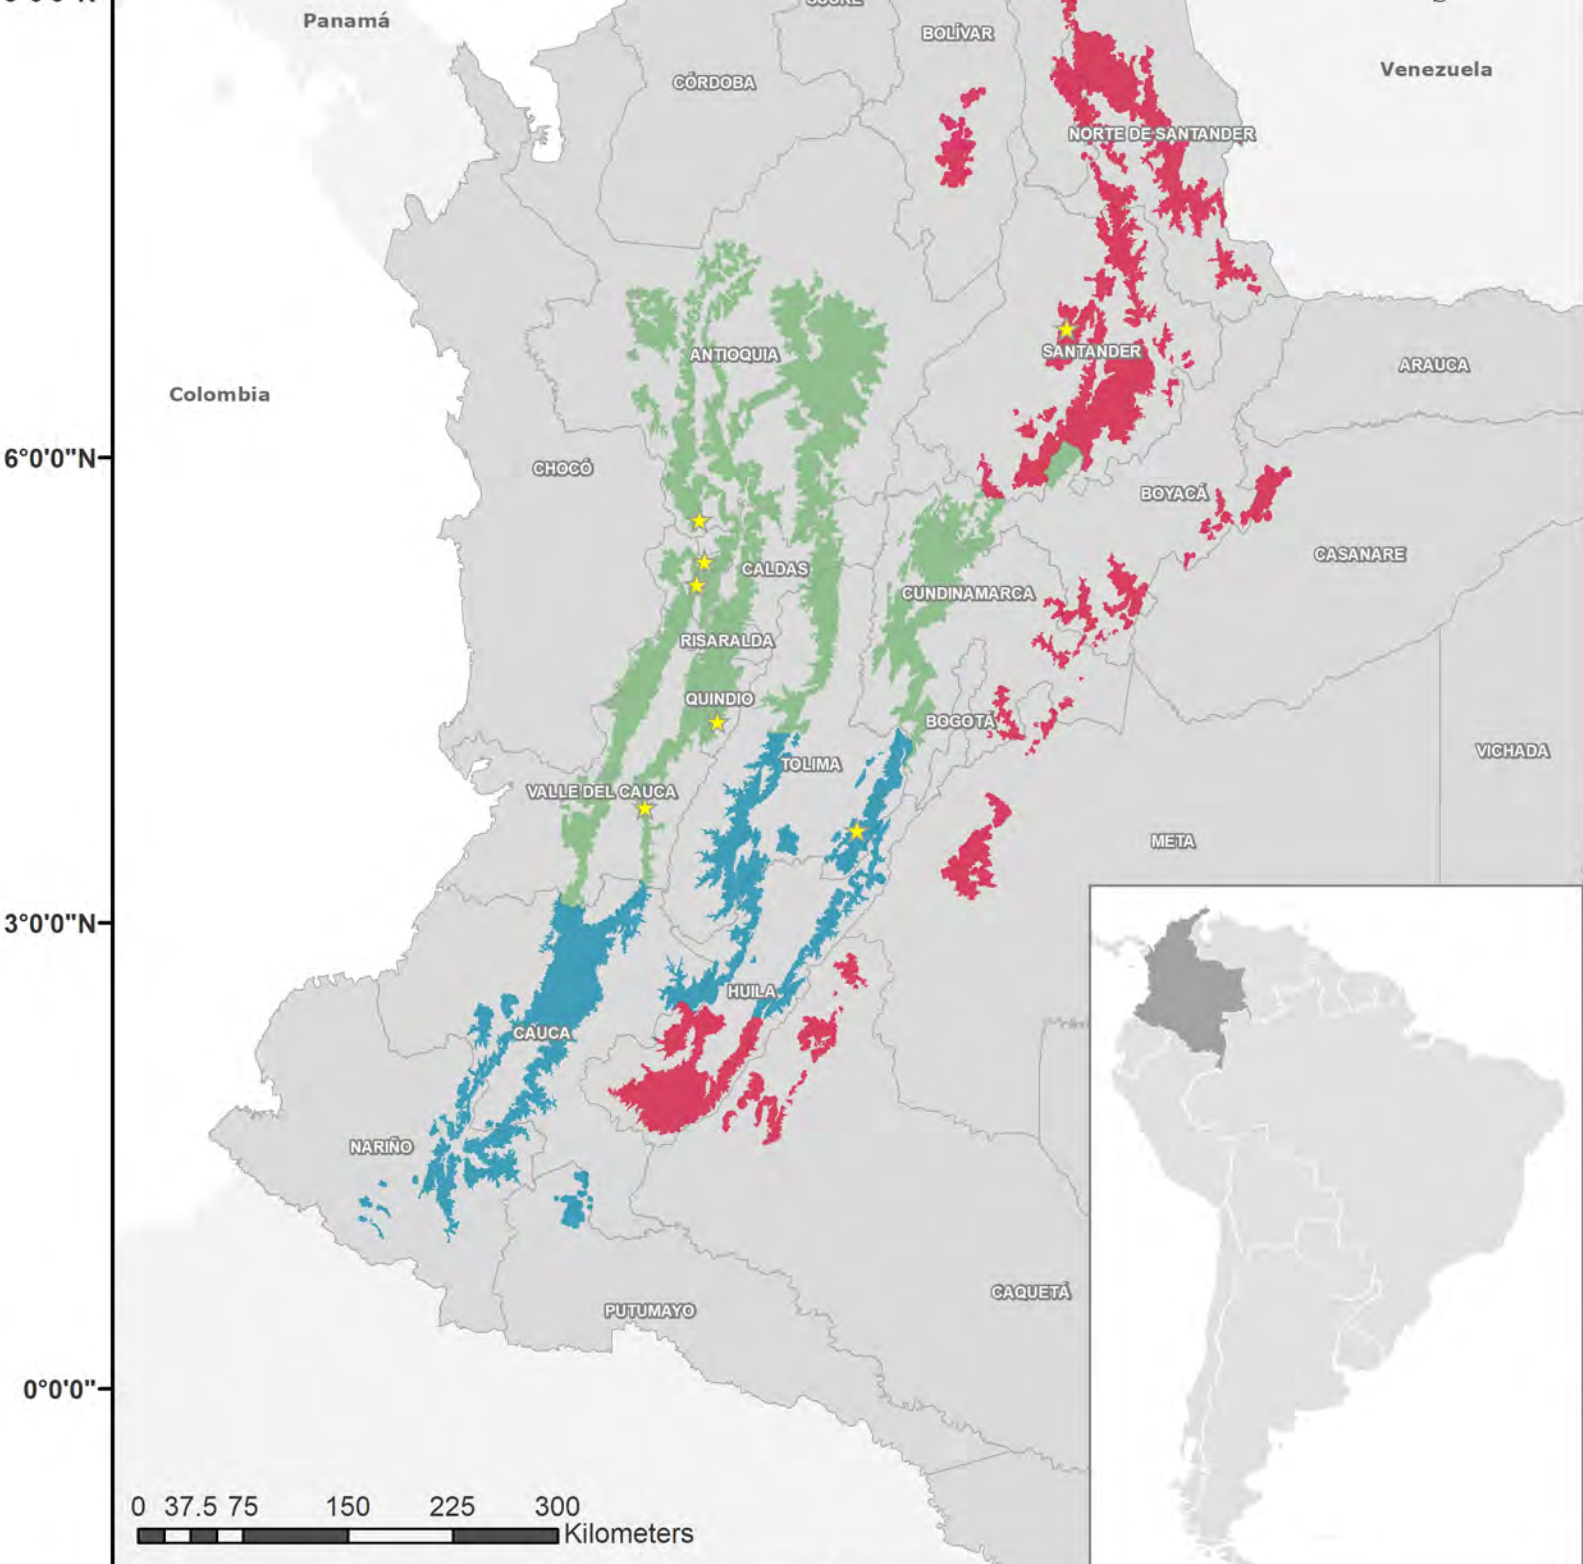 Panamá
BOLÍVAR
Venezuela
CÓRDOBA
NORTE DE SANTANDER
ANTIOQUIA
SANTANDER
ARAUCA
Colombia
6°0'0"N
CHOCÓ
BOYACÁ
CASANARE
CALDAS
CUNDINAMARCA
RISARALDA
QUINDIO
BOGOTÁ
VICHADA
TOLIMA
VALLE DEL CAUCA
META
3°0'0"N
HUILA
CAUCA
NARIÑO
CAQUETÁ
PUTUMAYO
0°0'0"
0 37.5 75 150 225 300
Kilometers